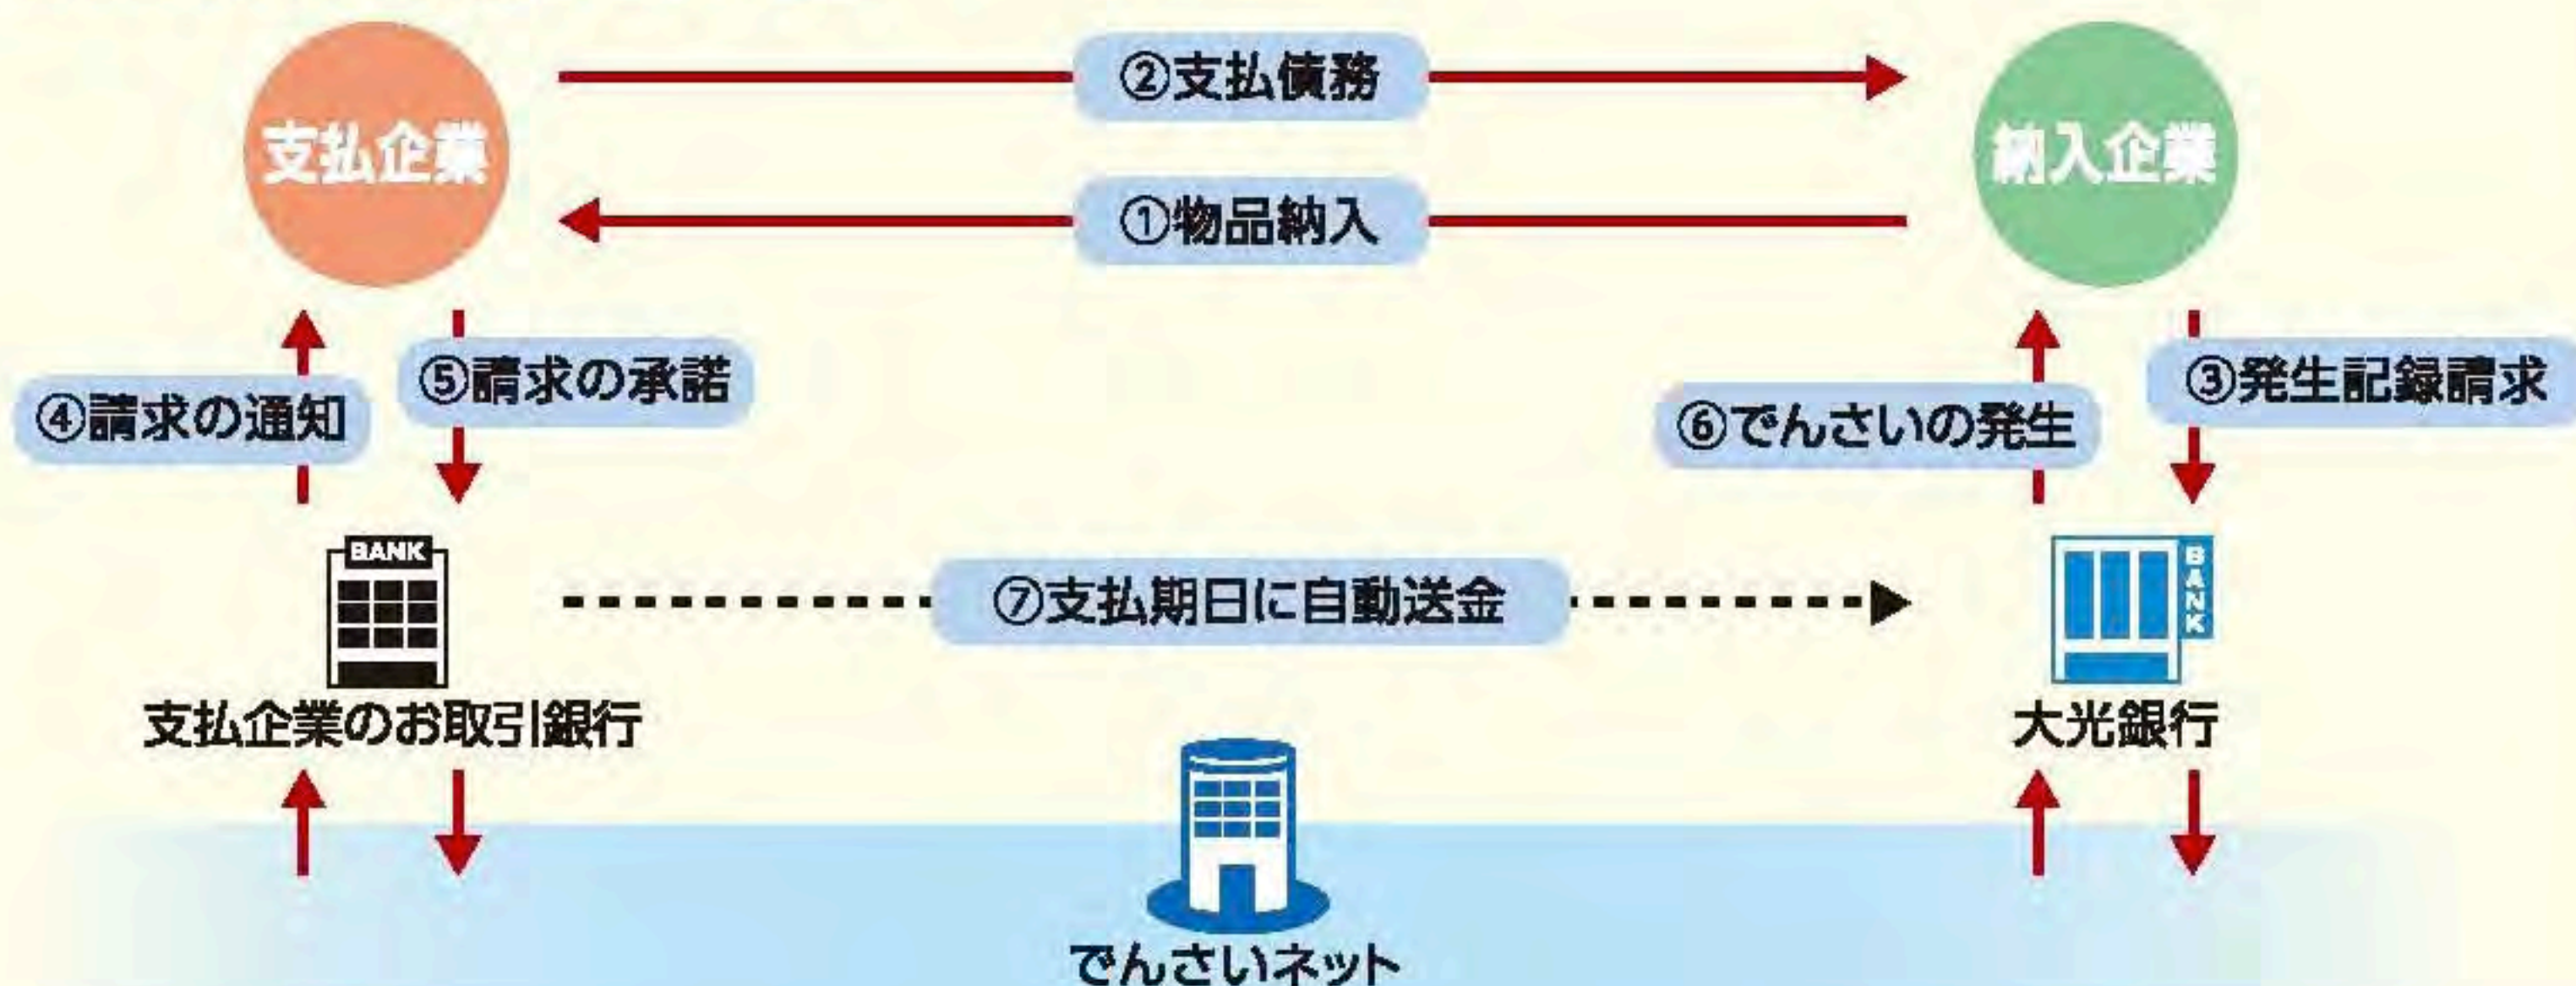 ②支払債務
支払企業
納入企業
①物品納入
④請求の通知
⑤請求の承諾
⑥でんさいの発生
③発生記録請求
BANK
BANK
⑦支払期日に自動送金
支払企業のお取引銀行
大光銀行
でんさいネット